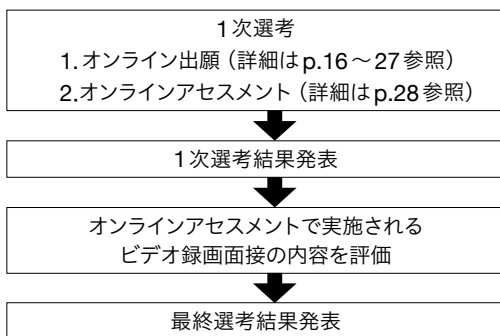 1次選考
1. オンライン出願（詳細はp.16～27参照）
2.オンラインアセスメント（詳細はp.28参照）
1次選考結果発表
オンラインアセスメントで実施される
ビデオ録画面接の内容を評価
最終選考結果発表